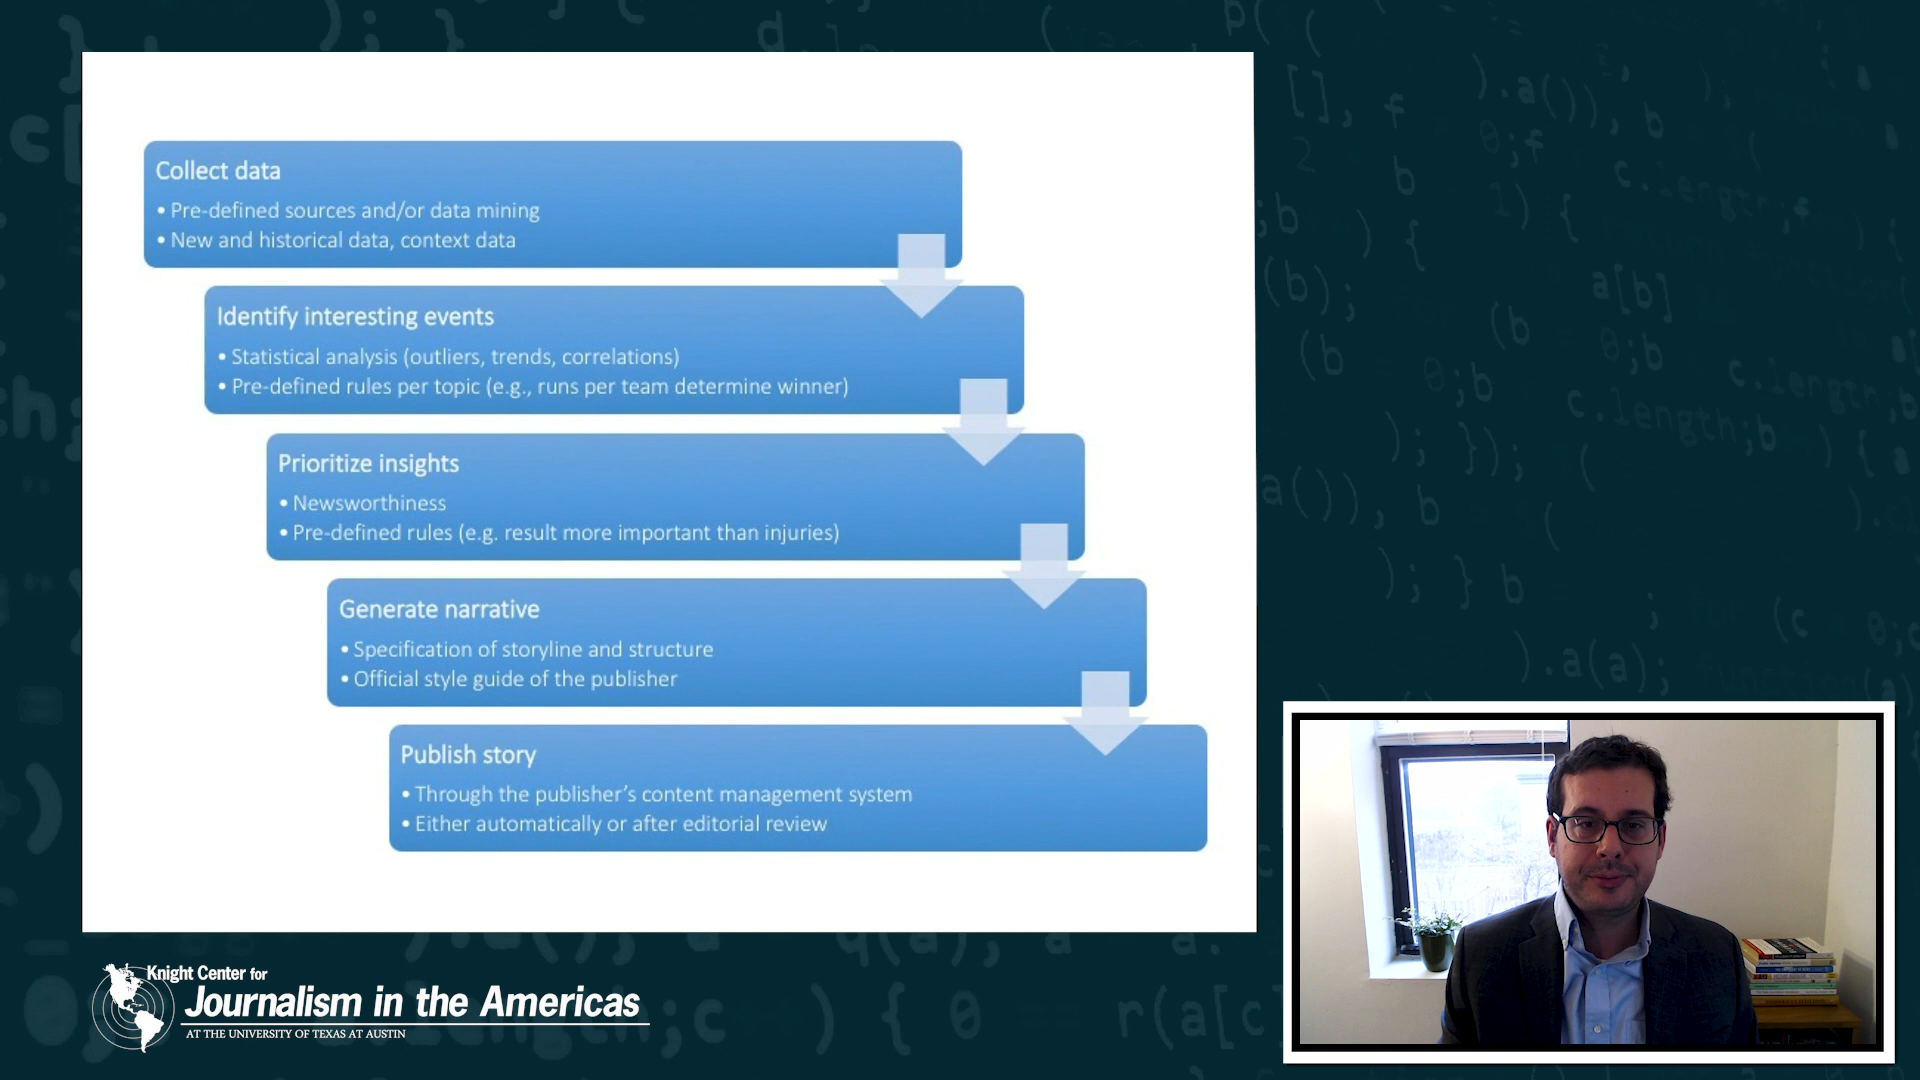 Collect data
• Pre-defined sources and/or data mining
• New and historical data, context data
Identify interesting events
• Statistical analysis (outliers, trends, correlations)
• Pre-defined rules per topic (e.g., runs per team determine winner)
Prioritize insights
• Newsworthiness
• Pre-defined rules (e.g. result more important than injuries)
Generate narrative
• Specification of storyline and structure
• Official style guide of the publisher
Publish story
• Through the publisher's content management system
• Either automatically or after editorial review
Knight Center for
Journalism in the Americas
AT THE UNIVERSITY OF TEXAS AT AUSTIN